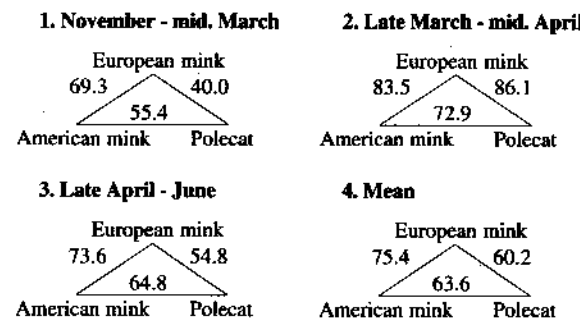 1. November - mid. March
European mink
69.3 40.0
55.4
American mink Polecat
2. Late March - mid. April
European mink
83.5 86.1
72.9
American mink Polecat
3. Late April - June
European mink
73.6 54.8
64.8
American mink Polecat
4. Mean
European mink
75.4 60.2
63.6
American mink Polecat